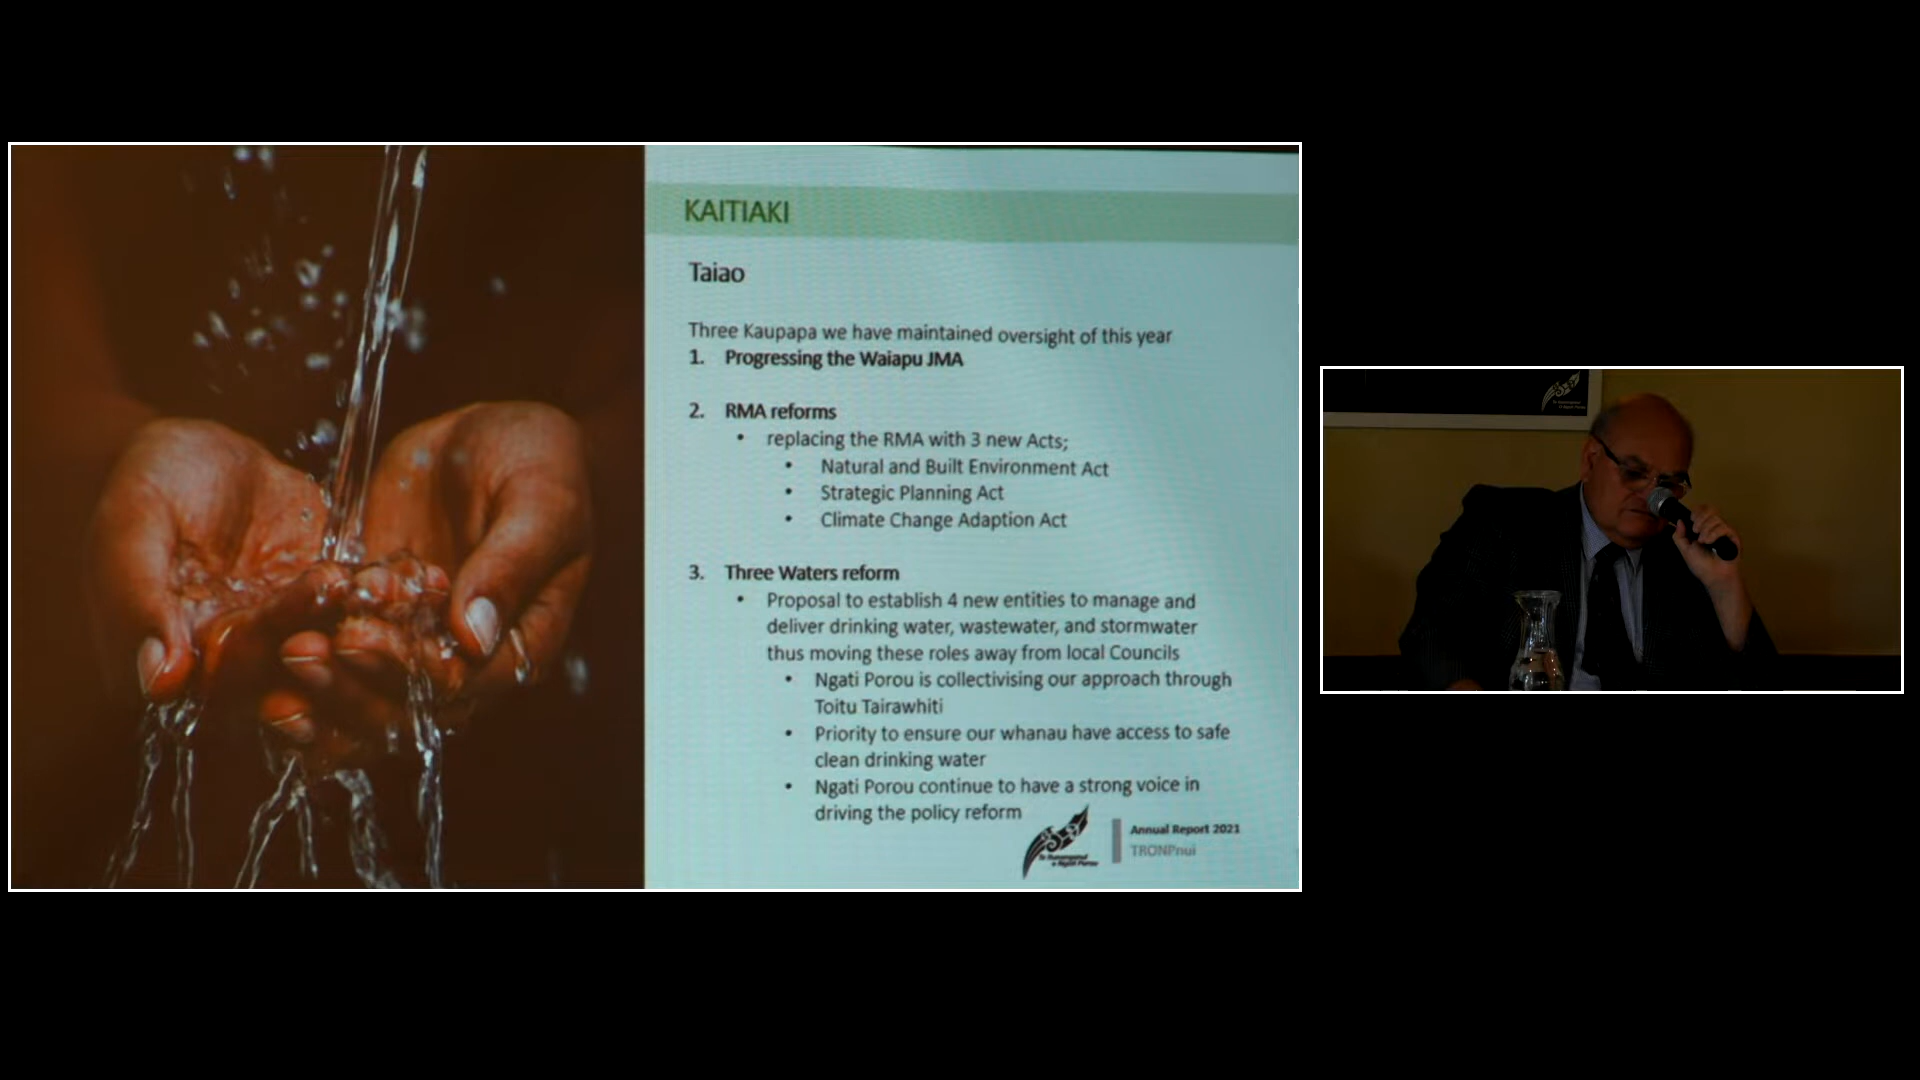 KAITIAKI
Taiao
Three Kaupapa we have maintained oversight of this year
1. Progressing the Waiapu JMA
2. RMA reforms
• replacing the RMA with 3 new Acts;
• Natural and Built Environment Act
• Strategic Planning Act
• Climate Change Adaption Act
3. Three Waters reform
• Proposal to establish 4 new entities to manage and
deliver drinking water, wastewater, and stormwater
thus moving these roles away from local Councils
• Ngati Porou is collectivising our approach through
Toitu Tairawhiti
• Priority to ensure our whanau have access to safe
clean drinking water
• Ngati Porou continue to have a strong voice in
driving the policy reform
Te Runanganui
o Ngati Porou
Annual Report 2021
TRONPnui